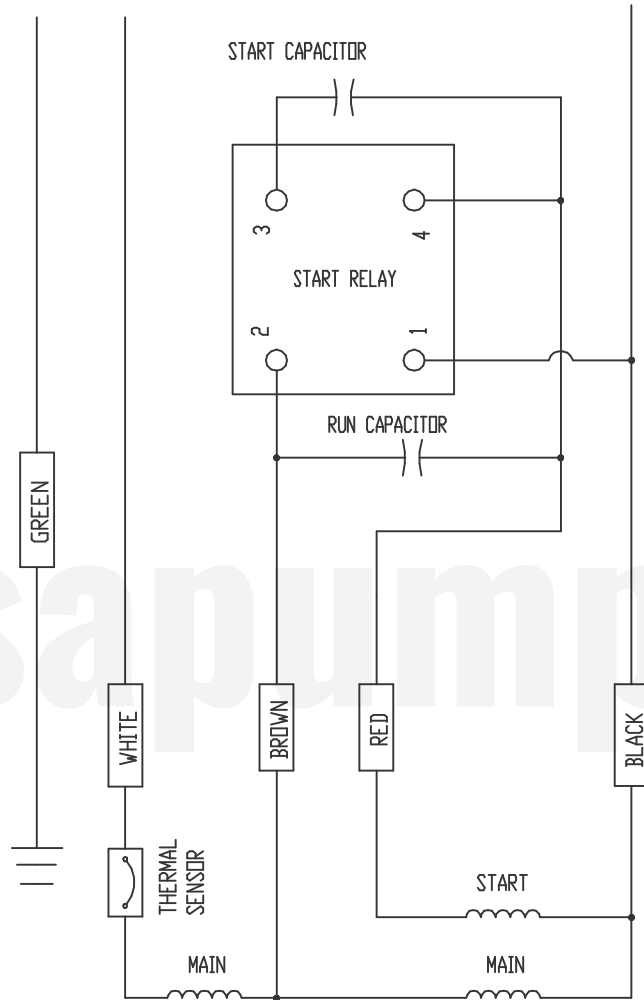 START CAPACITOR
3
4
START RELAY
2
1
RUN CAPACITOR
GREEN
WHITE
BROWN
RED
BLACK
THERMAL
SENSOR
START
MAIN
MAIN
sapump